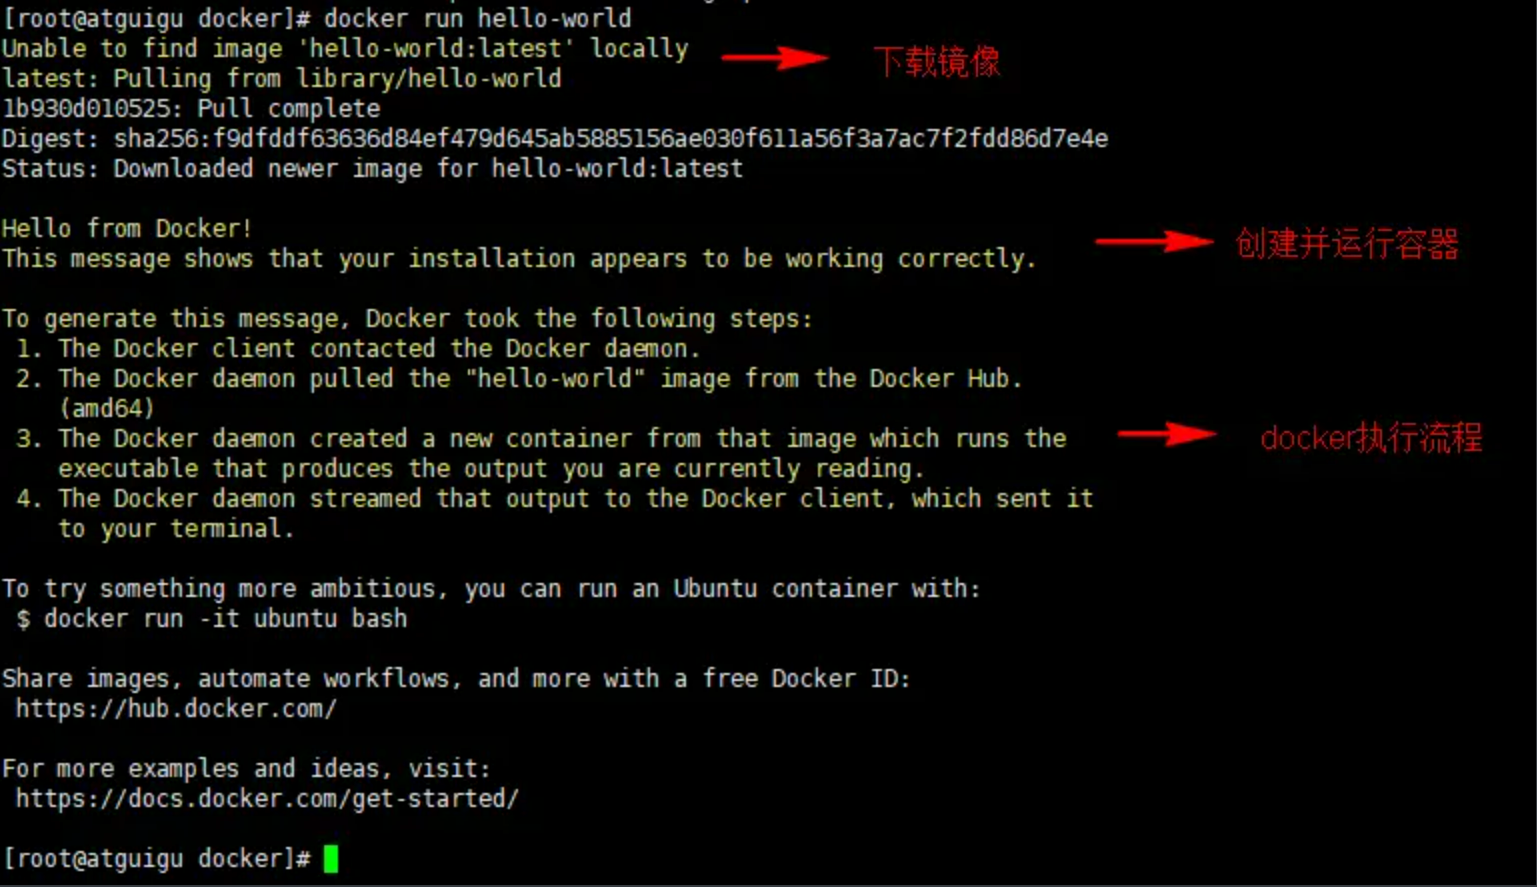 [root@atguigu docker]# docker run hello-world
Unable to find image 'hello-world:latest' locally
下载镜像
latest: Pulling from library/hello-world
1b930d010525: Pull complete
Digest: sha256:f9dfddf63636d84ef479d645ab5885156ae030f611a56f3a7ac7f2fdd86d7e4e
Status: Downloaded newer image for hello-world:latest
Hello from Docker!
创建并运行容器
This message shows that your installation appears to be working correctly.
To generate this message, Docker took the following steps:
1. The Docker client contacted the Docker daemon.
2. The Docker daemon pulled the "hello-world" image from the Docker Hub.
(amd64)
3. The Docker daemon created a new container from that image which runs the
docker执行流程
executable that produces the output you are currently reading.
4. The Docker daemon streamed that output to the Docker client, which sent it
to your terminal.
To try something more ambitious, you can run an Ubuntu container with:
$ docker run -it ubuntu bash
Share images, automate workflows, and more with a free Docker ID:
https://hub.docker.com/
For more examples and ideas, visit:
https://docs.docker.com/get-started/
[root@atguigu docker]#